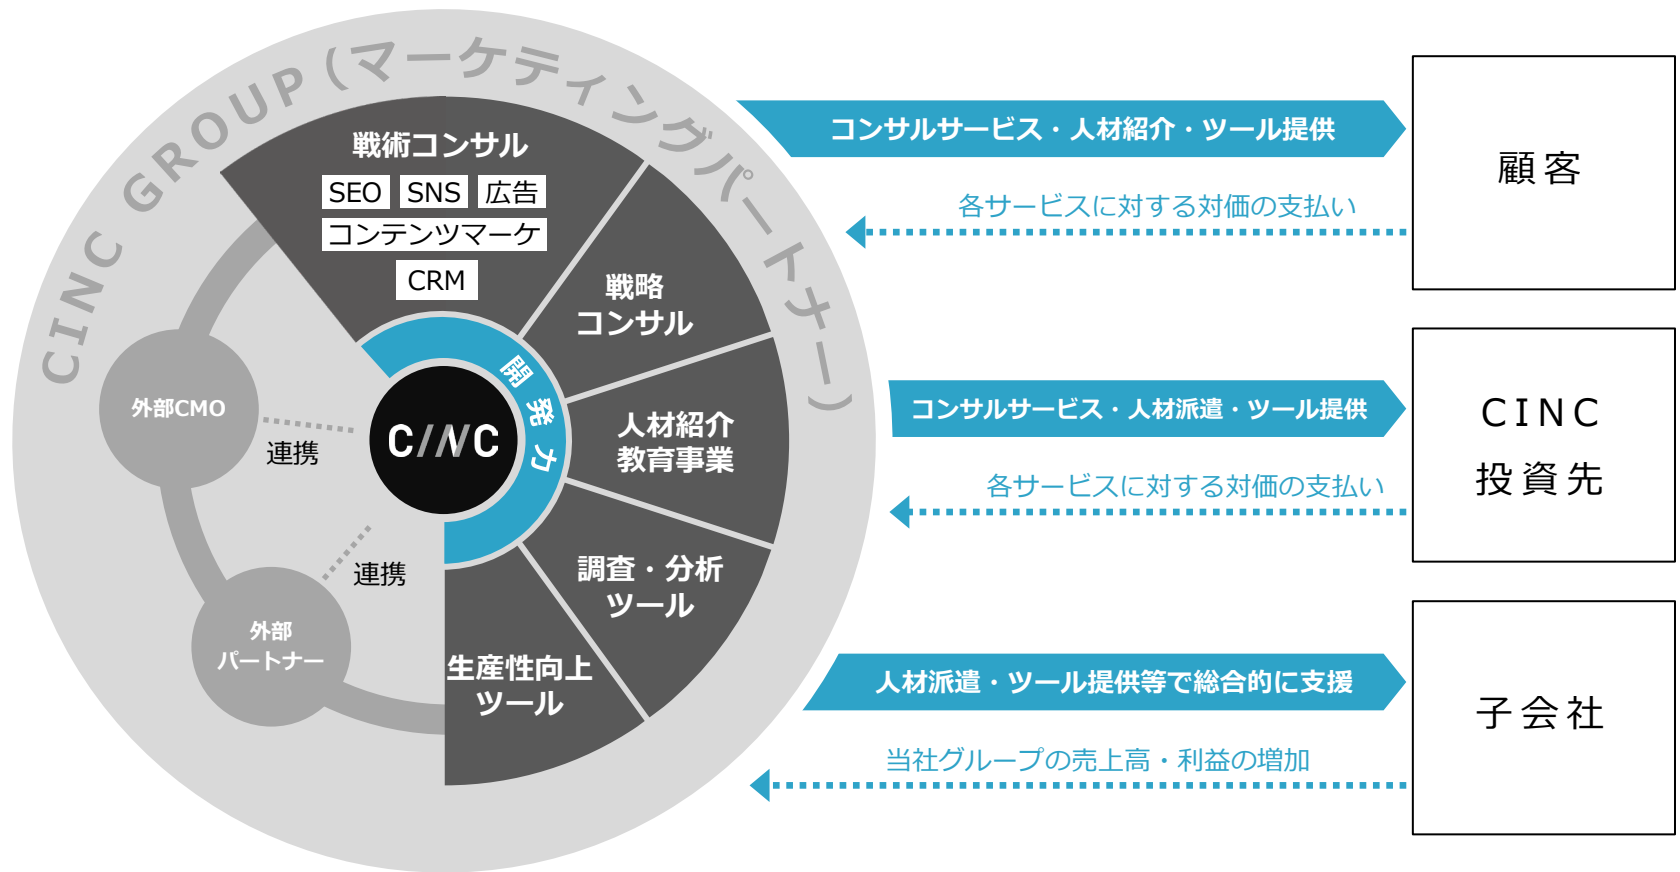 CINC GROUP（マーケティングパートナー）
戦術コンサル
SEO SNS 広告
コンテンツマーケ
CRM
戦略
コンサル
人材紹介
教育事業
調査・分析
ツール
生産性向上
ツール
開発力
CINC
外部CMO
連携
外部
パートナー
連携
コンサルサービス・人材紹介・ツール提供
各サービスに対する対価の支払い
顧客
コンサルサービス・人材派遣・ツール提供
各サービスに対する対価の支払い
CINC
投資先
人材派遣・ツール提供等で総合的に支援
当社グループの売上高・利益の増加
子会社